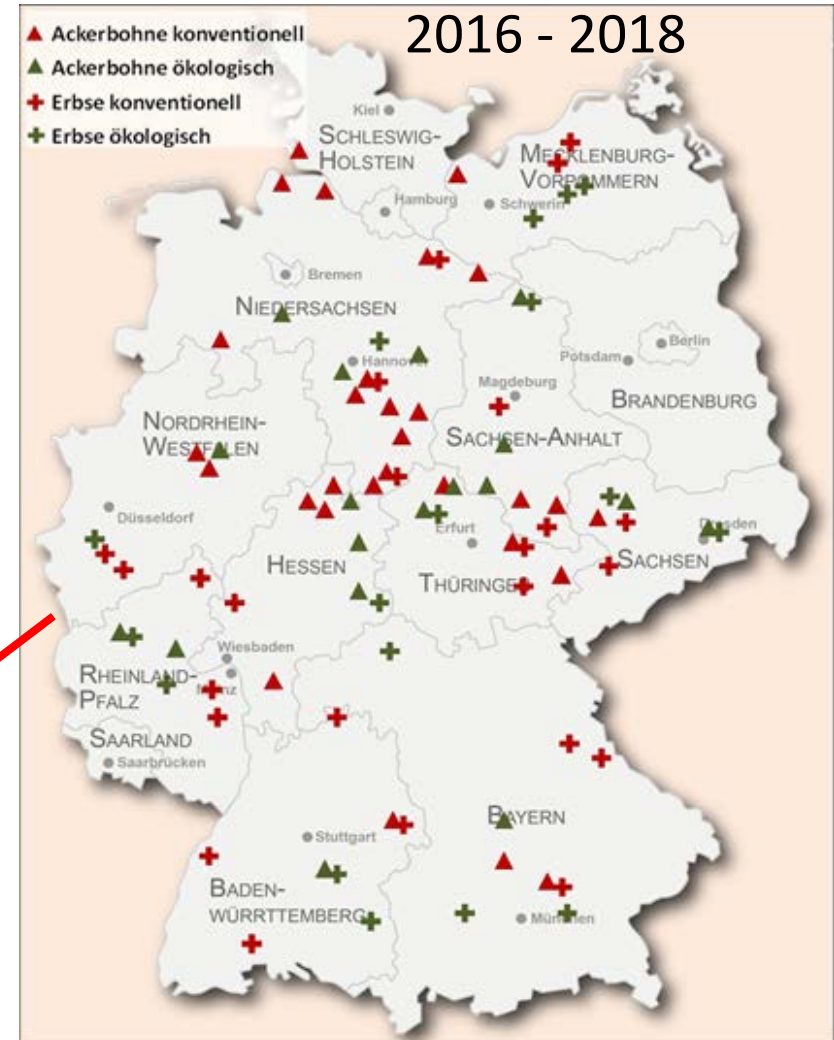 2016 - 2018
Ackerbohne konventionell
Ackerbohne ökologisch
Erbse konventionell
Erbse ökologisch
Kiel
SCHLESWIG-
HOLSTEIN
MECKLENBURG-
VORPOMMERN
Hamburg
Schwerin
Bremen
NIEDERSACHSEN
Berlin
Hannover
Potsdam
Magdeburg
BRANDENBURG
NORDRHEIN-
WESTFALEN
SACHSEN-ANHALT
Düsseldorf
Erfurt
Dresden
HESSEN
SACHSEN
THÜRINGEN
Wiesbaden
RHEINLAND-
PFALZ
Mainz
SAARLAND
Saarbrücken
BAYERN
Stuttgart
BADEN-
WÜRRTTEMBERG
München